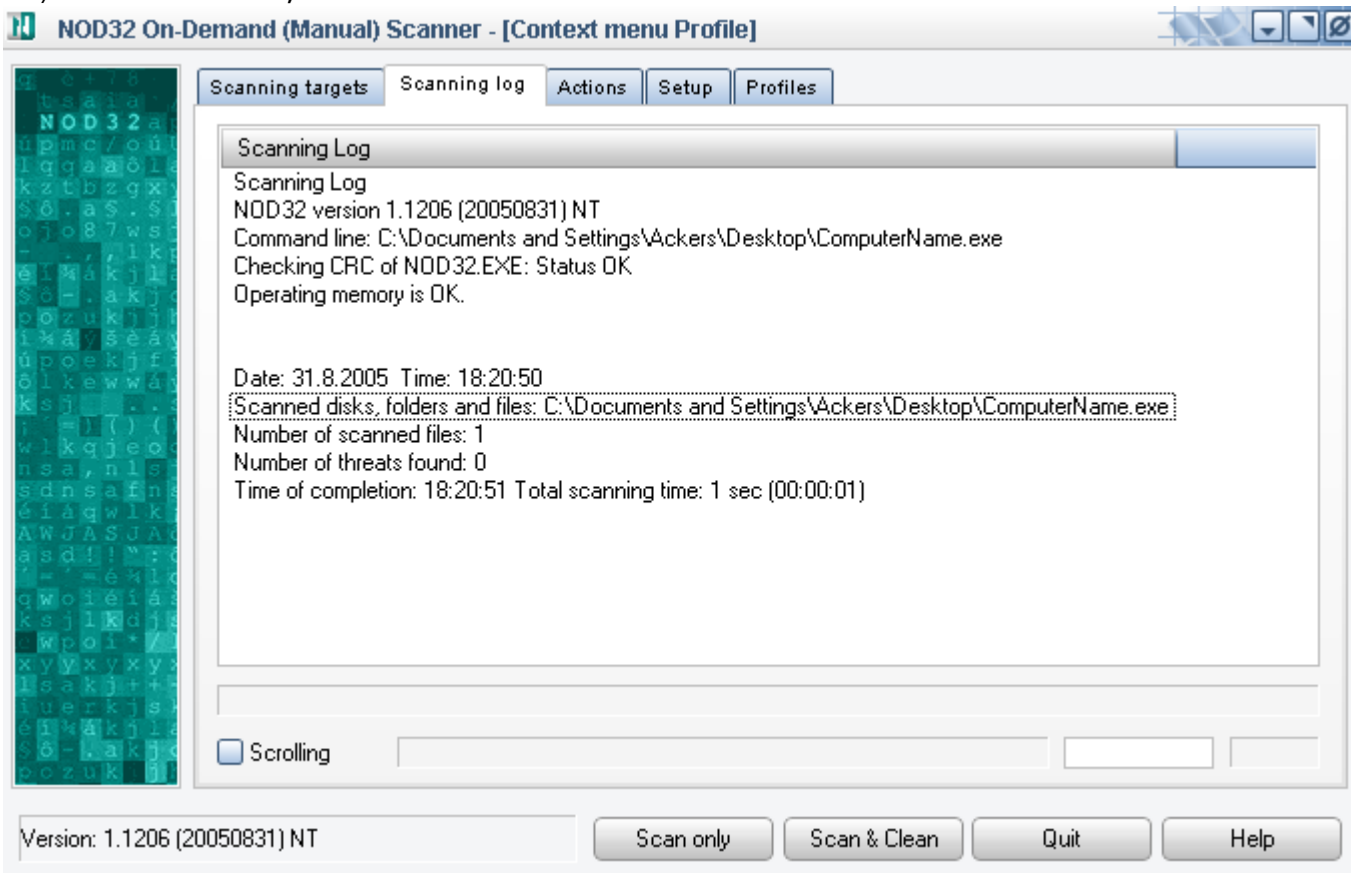 NOD32 On-Demand (Manual) Scanner - [Context menu Profile]
Scanning targets Scanning log Actions Setup Profiles
NOD32
Scanning Log
Scanning Log
NOD32 version 1.1206 (20050831) NT
Command line: C:\Documents and Settings\Ackers\Desktop\ComputerName.exe
Checking CRC of NOD32.EXE: Status OK
Operating memory is OK.
Date: 31.8.2005 Time: 18:20:50
Scanned disks, folders and files: C:\Documents and Settings\Ackers\Desktop\ComputerName.exe
Number of scanned files: 1
Number of threats found: 0
Time of completion: 18:20:51 Total scanning time: 1 sec (00:00:01)
Scrolling
Version: 1.1206 (20050831) NT
Scan only Scan & Clean Quit Help